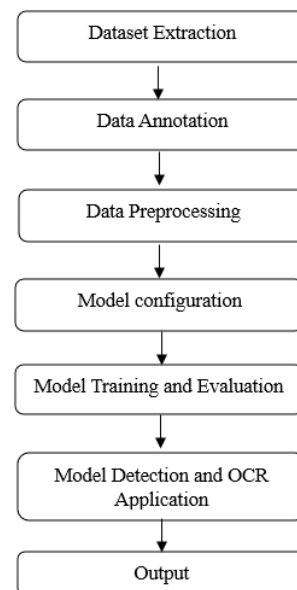 Dataset Extraction
Data Annotation
Data Preprocessing
Model configuration
Model Training and Evaluation
Model Detection and OCR
Application
Output